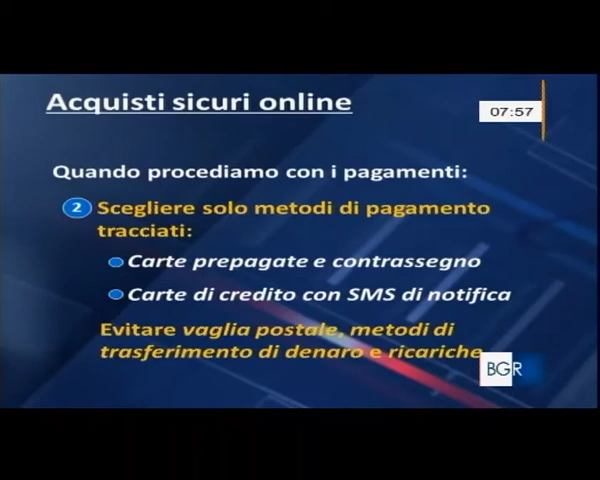 Acquisti sicuri online
07:57
Quando procediamo con i pagamenti:
2 Scegliere solo metodi di pagamento
tracciati:
Carte prepagate e contrassegno
Carte di credito con SMS di notifica
Evitare vaglia postale, metodi di
trasferimento di denaro e ricariche
BGR